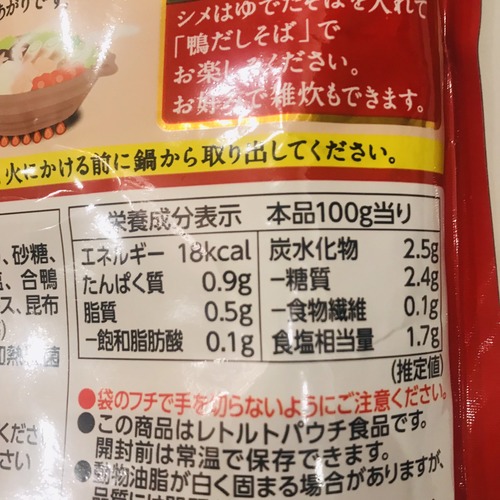 あがりです。
シメはゆでたそばを入れて
「鴨だしそば」で
お楽しみください。
お好みで雑炊もできます。
火にかける前に鍋から取り出してください。
栄養成分表示 本品100g当り
エネルギー 18kcal
たんぱく質 0.9g
脂質 0.5g
−飽和脂肪酸 0.1g
炭水化物 2.5g
−糖質 2.4g
−食物繊維 0.1g
食塩相当量 1.7g
(推定値)
、砂糖、
、合鴨
ス、昆布
●袋のフチで手を切らないようにご注意ください。
●この商品はレトルトパウチ食品です。
開封前は常温で保存できます。
●動物油脂が白く固まる場合がありますが、